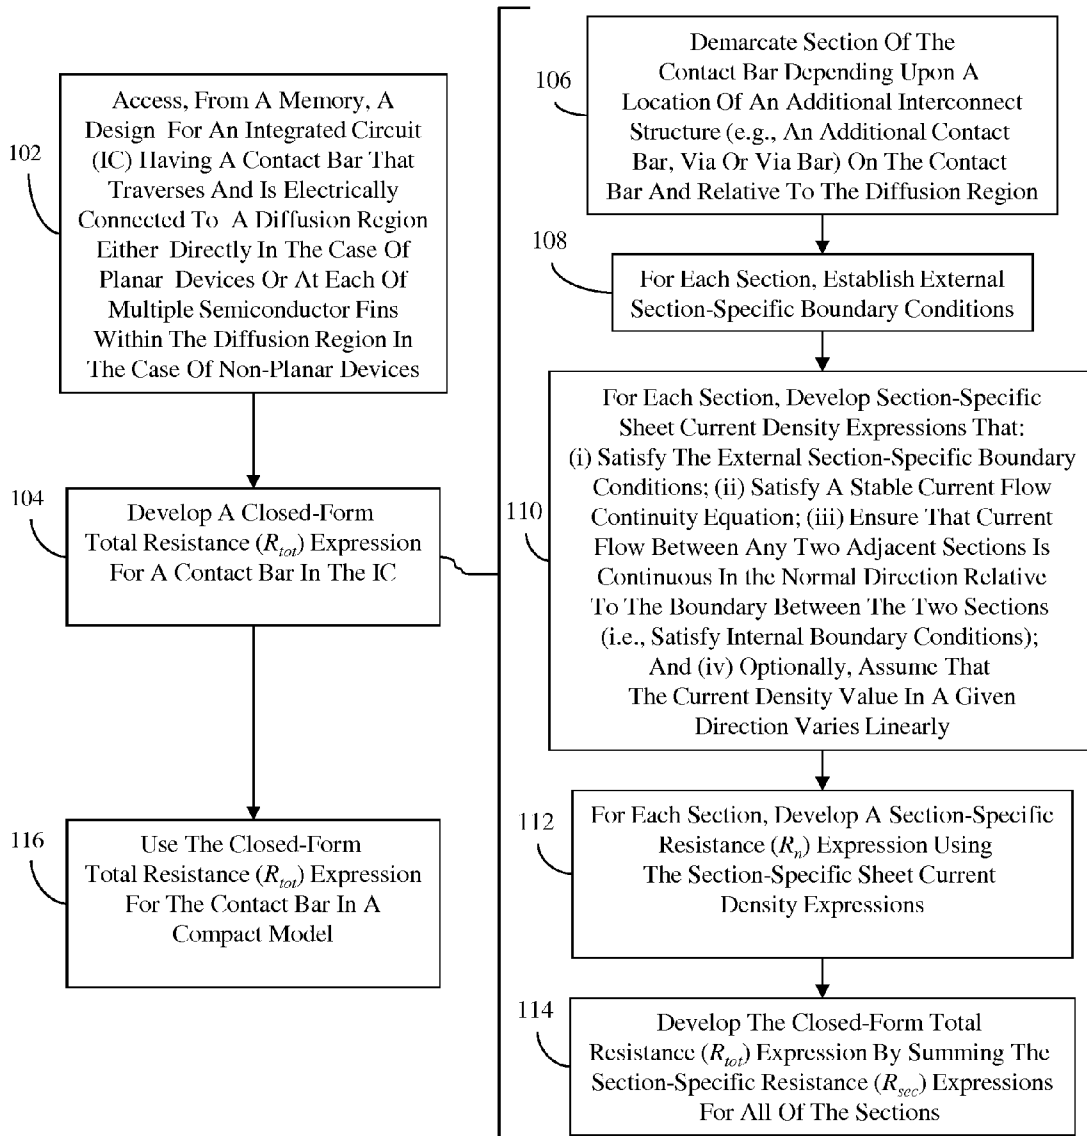 102
Access, From A Memory, A
Design For An Integrated Circuit
(IC) Having A Contact Bar That
Traverses And Is Electrically
Connected To A Diffusion Region
Either Directly In The Case Of
Planar Devices Or At Each Of
Multiple Semiconductor Fins
Within The Diffusion Region In
The Case Of Non-Planar Devices
104
Develop A Closed-Form
Total Resistance (R_tot) Expression
For A Contact Bar In The IC
116
Use The Closed-Form
Total Resistance (R_tot) Expression
For The Contact Bar In A
Compact Model
106
Demarcate Section Of The
Contact Bar Depending Upon A
Location Of An Additional Interconnect
Structure (e.g., An Additional Contact
Bar, Via Or Via Bar) On The Contact
Bar And Relative To The Diffusion Region
108
For Each Section, Establish External
Section-Specific Boundary Conditions
110
For Each Section, Develop Section-Specific
Sheet Current Density Expressions That:
(i) Satisfy The External Section-Specific Boundary
Conditions; (ii) Satisfy A Stable Current Flow
Continuity Equation; (iii) Ensure That Current
Flow Between Any Two Adjacent Sections Is
Continuous In the Normal Direction Relative
To The Boundary Between The Two Sections
(i.e., Satisfy Internal Boundary Conditions);
And (iv) Optionally, Assume That
The Current Density Value In A Given
Direction Varies Linearly
112
For Each Section, Develop A Section-Specific
Resistance (R_n) Expression Using
The Section-Specific Sheet Current
Density Expressions
114
Develop The Closed-Form Total
Resistance (R_tot) Expression By Summing The
Section-Specific Resistance (R_sec) Expressions
For All Of The Sections